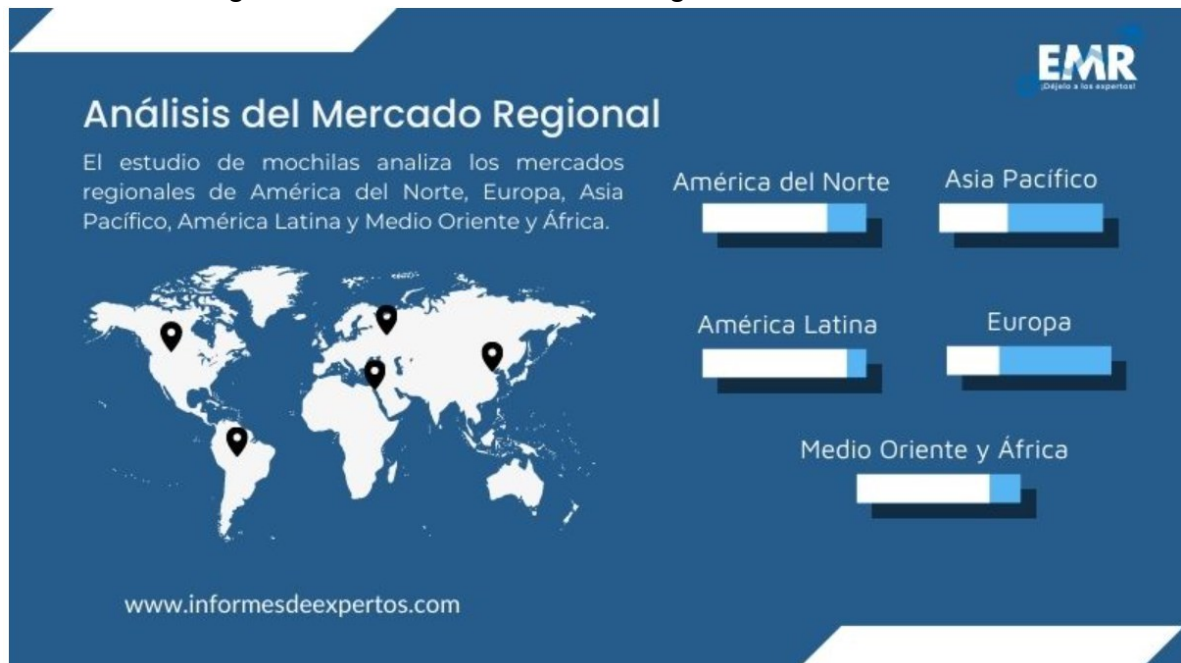 Análisis del Mercado Regional
El estudio de mochilas analiza los mercados
regionales de América del Norte, Europa, Asia
Pacífico, América Latina y Medio Oriente y África.
EMR
¡Déjelo a los expertos!
América del Norte
Asia Pacífico
América Latina
Europa
Medio Oriente y África
www.informesdeexpertos.com